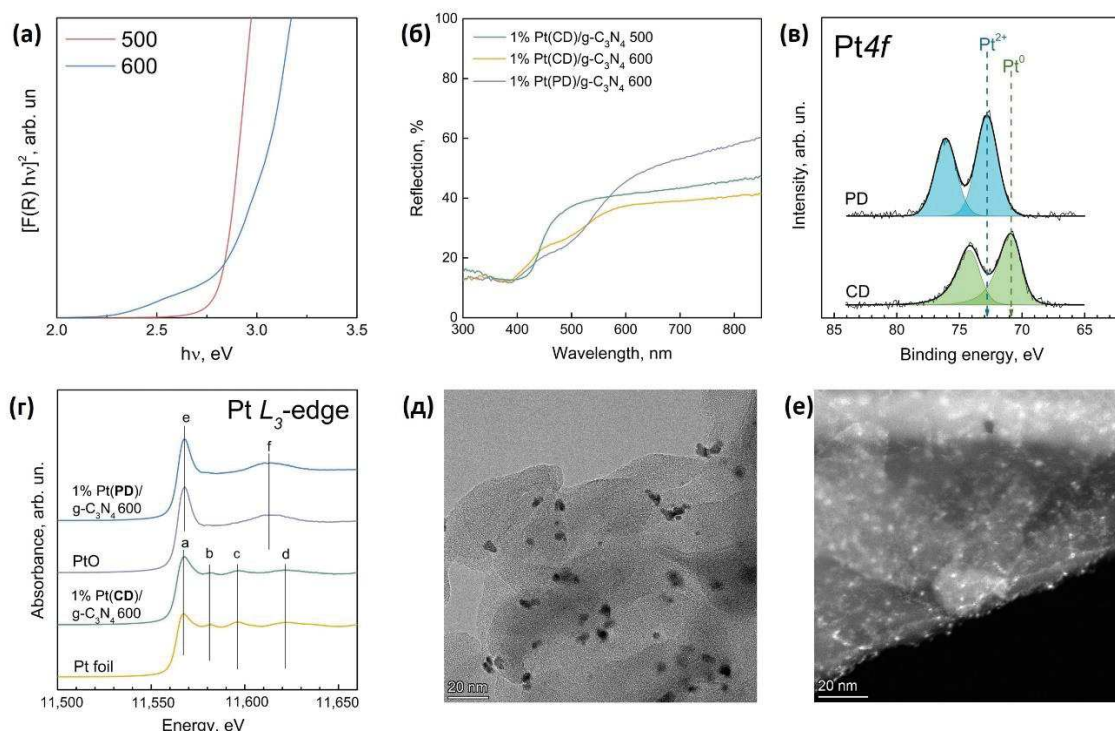 (а)
500
600
[F(R) hν]², arb. un
2.0 2.5 3.0 3.5
hν, eV
(б)
1% Pt(CD)/g-C₃N₄ 500
1% Pt(CD)/g-C₃N₄ 600
1% Pt(PD)/g-C₃N₄ 600
Reflection, %
100
80
60
40
20
0
300 400 500 600 700 800
Wavelength, nm
(в)
Pt4f
Pt²⁺
Pt⁰
PD
CD
Intensity, arb. un.
85 80 75 70 65
Binding energy, eV
(г)
Pt L₃-edge
e
f
1% Pt(PD)/
g-C₃N₄ 600
PtO
a b c d
1% Pt(CD)/
g-C₃N₄ 600
Pt foil
Absorbance, arb. un.
11,500 11,550 11,600 11,650
Energy, eV
(д)
20 nm
(е)
20 nm